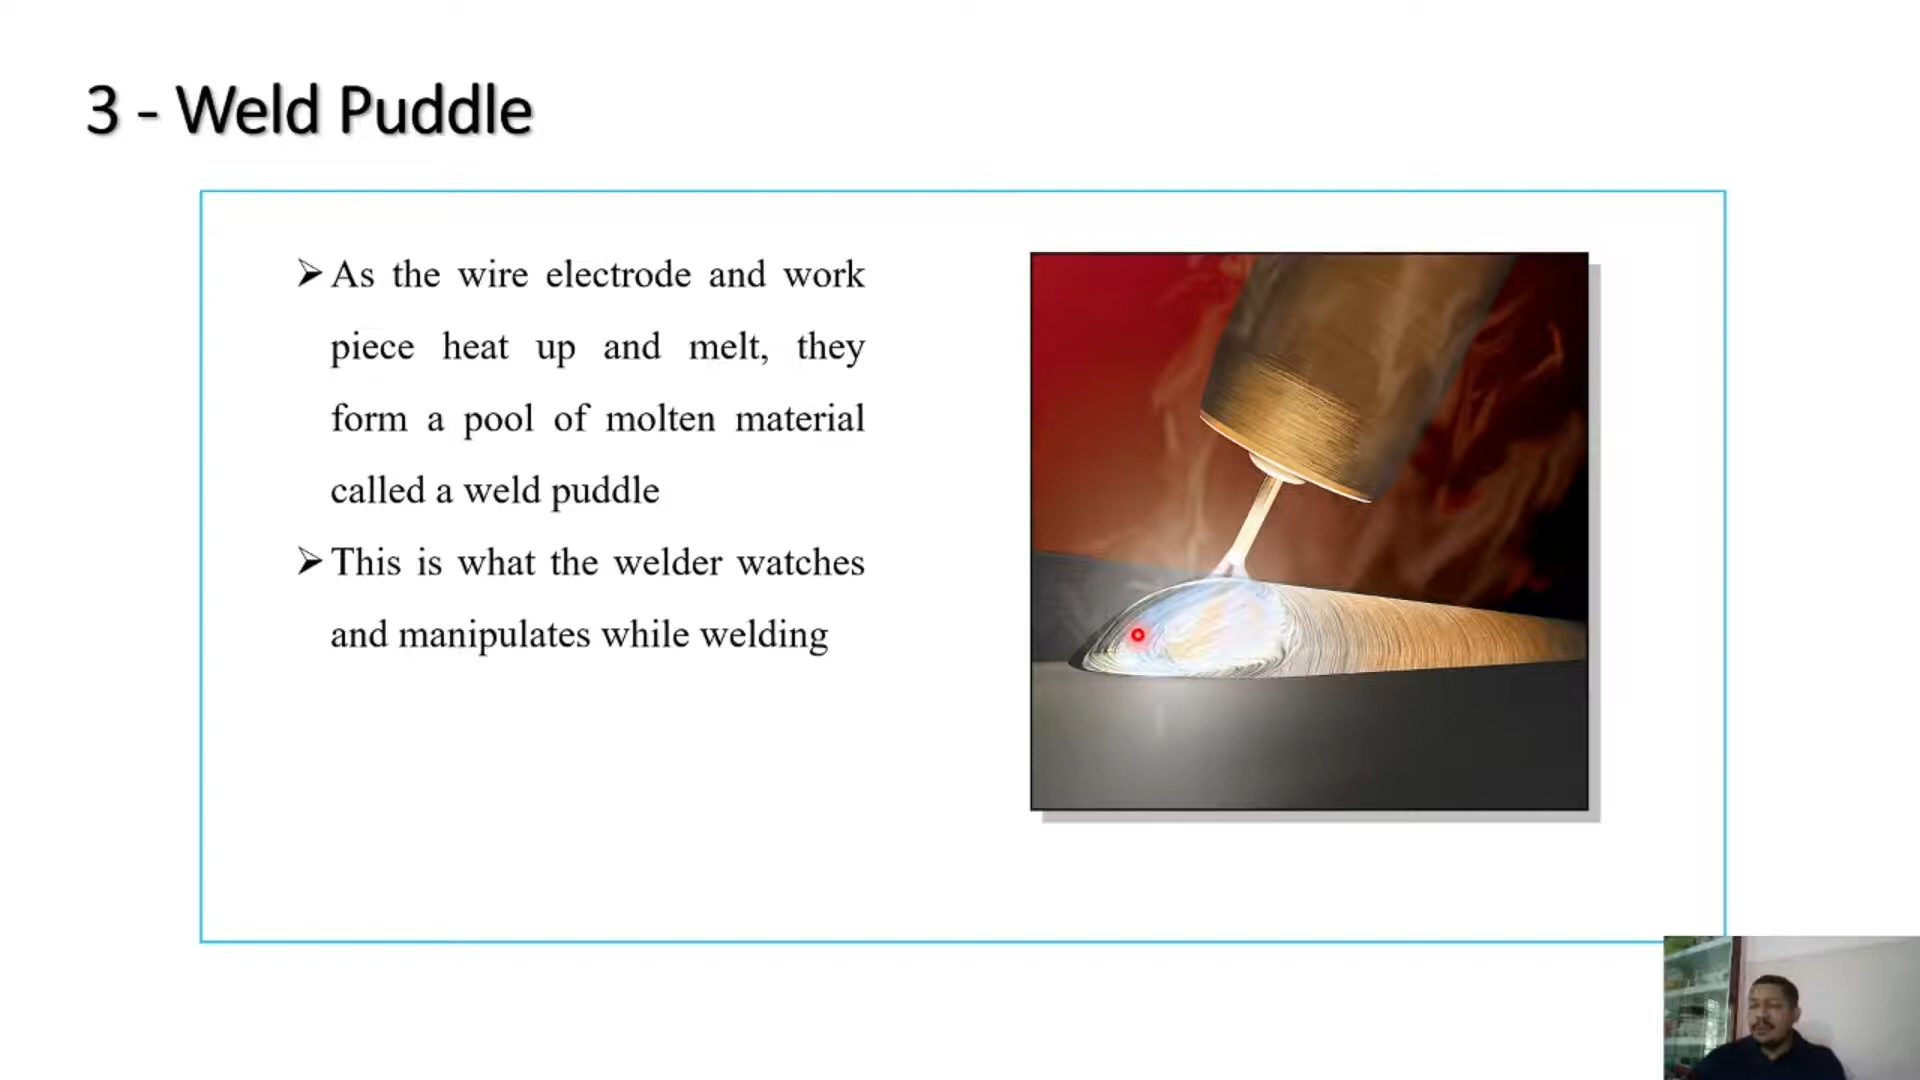 3 - Weld Puddle
➢ As the wire electrode and work
piece heat up and melt, they
form a pool of molten material
called a weld puddle
➢ This is what the welder watches
and manipulates while welding